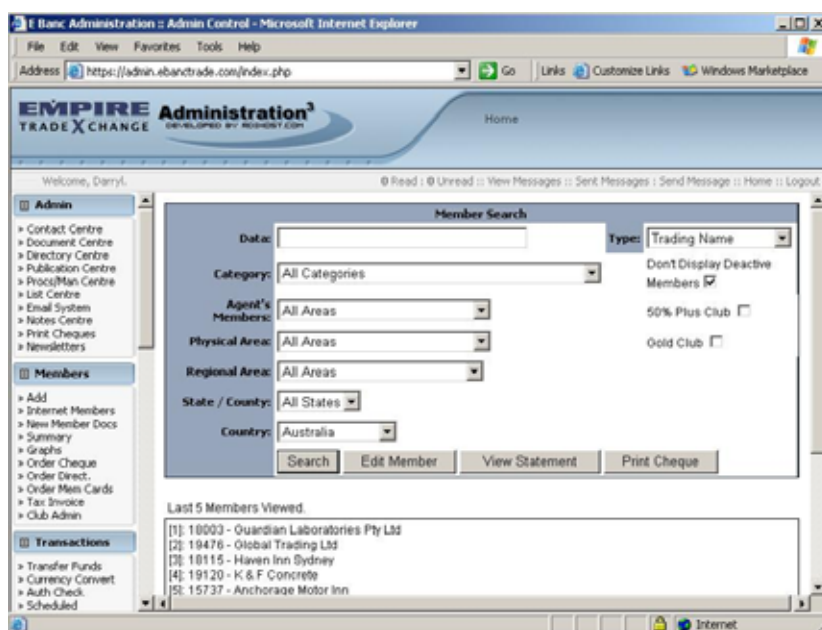 E Banc Administration :: Admin Control - Microsoft Internet Explorer
File Edit View Favorites Tools Help
Address https://admin.ebanctrade.com/index.php Go Links Customize Links Windows Marketplace
EMPIRE
TRADE X CHANGE
Administration³
DEVELOPED BY RDIHOST.COM
Home
Welcome, Darryl.
0 Read : 0 Unread :: View Messages :: Sent Messages : Send Message :: Home :: Logout
Admin
» Contact Centre
» Document Centre
» Directory Centre
» Publication Centre
» Procs/Man Centre
» List Centre
» Email System
» Notes Centre
» Print Cheques
» Newsletters
Members
» Add
» Internet Members
» New Member Docs
» Summary
» Graphs
» Order Cheque
» Order Direct.
» Order Mem Cards
» Tax Invoice
» Club Admin
Transactions
» Transfer Funds
» Currency Convert
» Auth Check
» Scheduled
Member Search
Data: Type: Trading Name
Category: All Categories
Don't Display Deactive
Members
Agent's
Members: All Areas
50% Plus Club
Physical Area: All Areas
Gold Club
Regional Area: All Areas
State / County: All States
Country: Australia
Search Edit Member View Statement Print Cheque
Last 5 Members Viewed.
[1]: 18003 - Guardian Laboratories Pty Ltd
[2]: 19476 - Global Trading Ltd
[3]: 18115 - Haven Inn Sydney
[4]: 19120 - K & F Concrete
[5]: 15737 - Anchorage Motor Inn
Internet